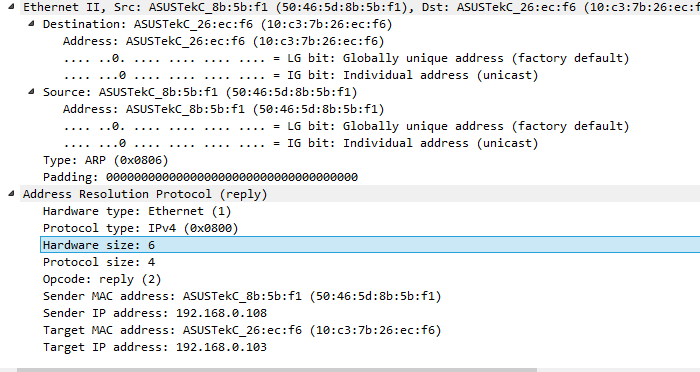 Ethernet II, Src: ASUSTekC_8b:5b:f1 (50:46:5d:8b:5b:f1), Dst: ASUSTekC_26:ec:f6 (10:c3:7b:26:ec:f
Destination: ASUSTekC_26:ec:f6 (10:c3:7b:26:ec:f6)
Address: ASUSTekC_26:ec:f6 (10:c3:7b:26:ec:f6)
.... ..0. .... .... .... .... = LG bit: Globally unique address (factory default)
.... ...0 .... .... .... .... = IG bit: Individual address (unicast)
Source: ASUSTekC_8b:5b:f1 (50:46:5d:8b:5b:f1)
Address: ASUSTekC_8b:5b:f1 (50:46:5d:8b:5b:f1)
.... ..0. .... .... .... .... = LG bit: Globally unique address (factory default)
.... ...0 .... .... .... .... = IG bit: Individual address (unicast)
Type: ARP (0x0806)
Padding: 000000000000000000000000000000000000
Address Resolution Protocol (reply)
Hardware type: Ethernet (1)
Protocol type: IPv4 (0x0800)
Hardware size: 6
Protocol size: 4
Opcode: reply (2)
Sender MAC address: ASUSTekC_8b:5b:f1 (50:46:5d:8b:5b:f1)
Sender IP address: 192.168.0.108
Target MAC address: ASUSTekC_26:ec:f6 (10:c3:7b:26:ec:f6)
Target IP address: 192.168.0.103